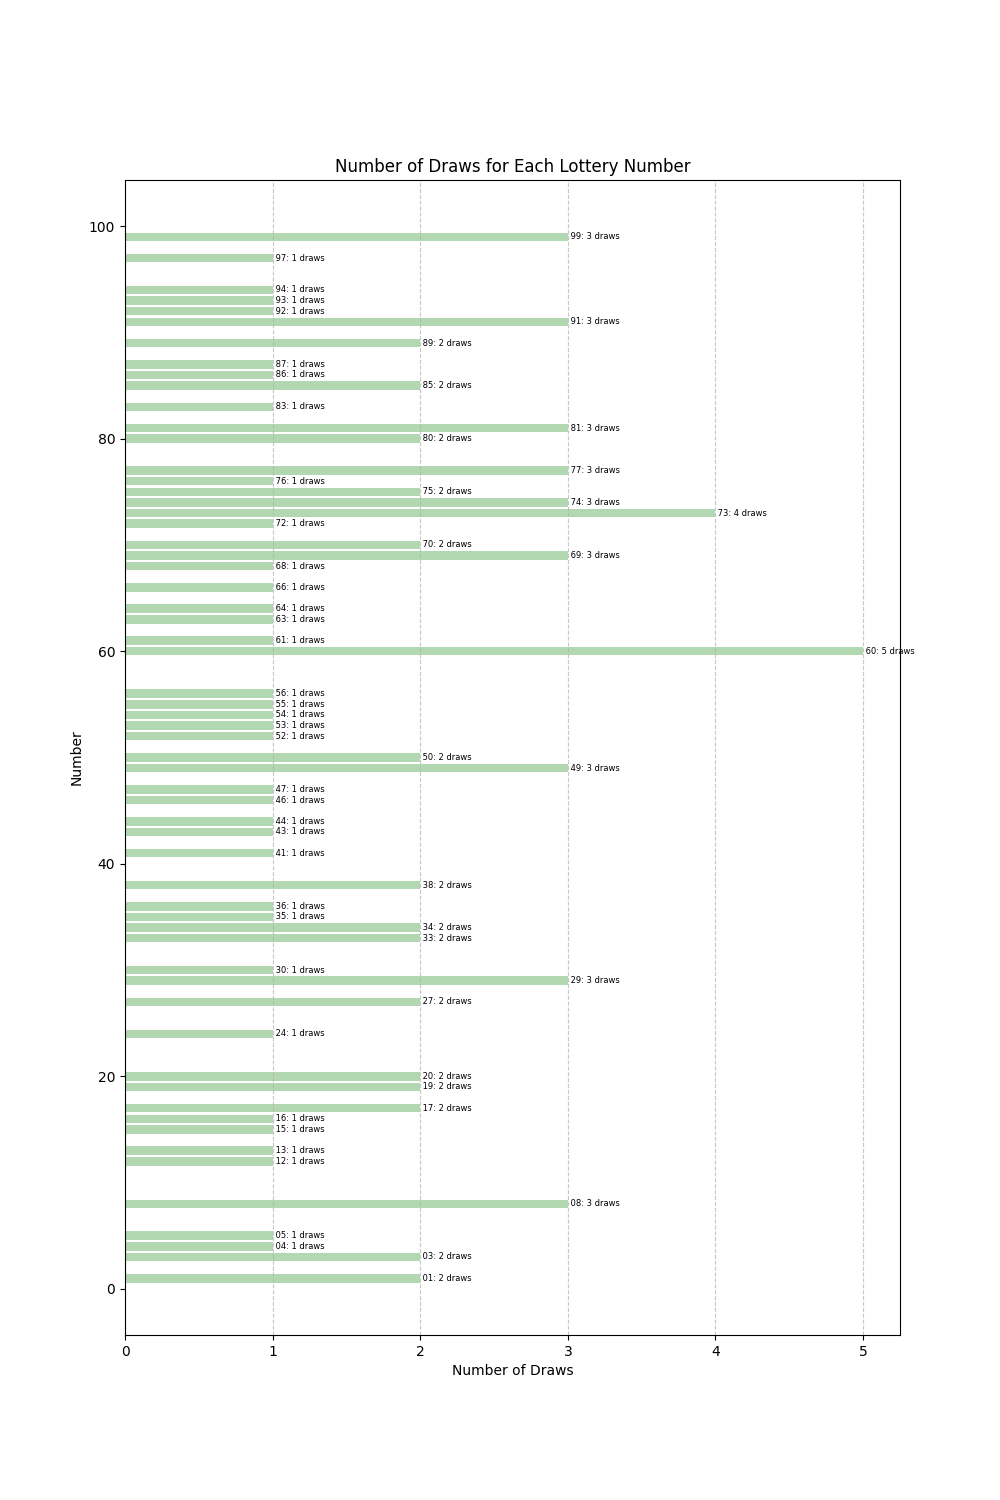 Number of Draws for Each Lottery Number
100
99: 3 draws
97: 1 draws
94: 1 draws
93: 1 draws
92: 1 draws
91: 3 draws
89: 2 draws
87: 1 draws
86: 1 draws
85: 2 draws
83: 1 draws
81: 3 draws
80
80: 2 draws
77: 3 draws
76: 1 draws
75: 2 draws
74: 3 draws
73: 4 draws
72: 1 draws
70: 2 draws
69: 3 draws
68: 1 draws
66: 1 draws
64: 1 draws
63: 1 draws
61: 1 draws
60
60: 5 draws
56: 1 draws
55: 1 draws
54: 1 draws
53: 1 draws
52: 1 draws
50: 2 draws
49: 3 draws
Number
47: 1 draws
46: 1 draws
44: 1 draws
43: 1 draws
41: 1 draws
40
38: 2 draws
36: 1 draws
35: 1 draws
34: 2 draws
33: 2 draws
30: 1 draws
29: 3 draws
27: 2 draws
24: 1 draws
20
20: 2 draws
19: 2 draws
17: 2 draws
16: 1 draws
15: 1 draws
13: 1 draws
12: 1 draws
08: 3 draws
05: 1 draws
04: 1 draws
03: 2 draws
01: 2 draws
0
0 1 2 3 4 5
Number of Draws